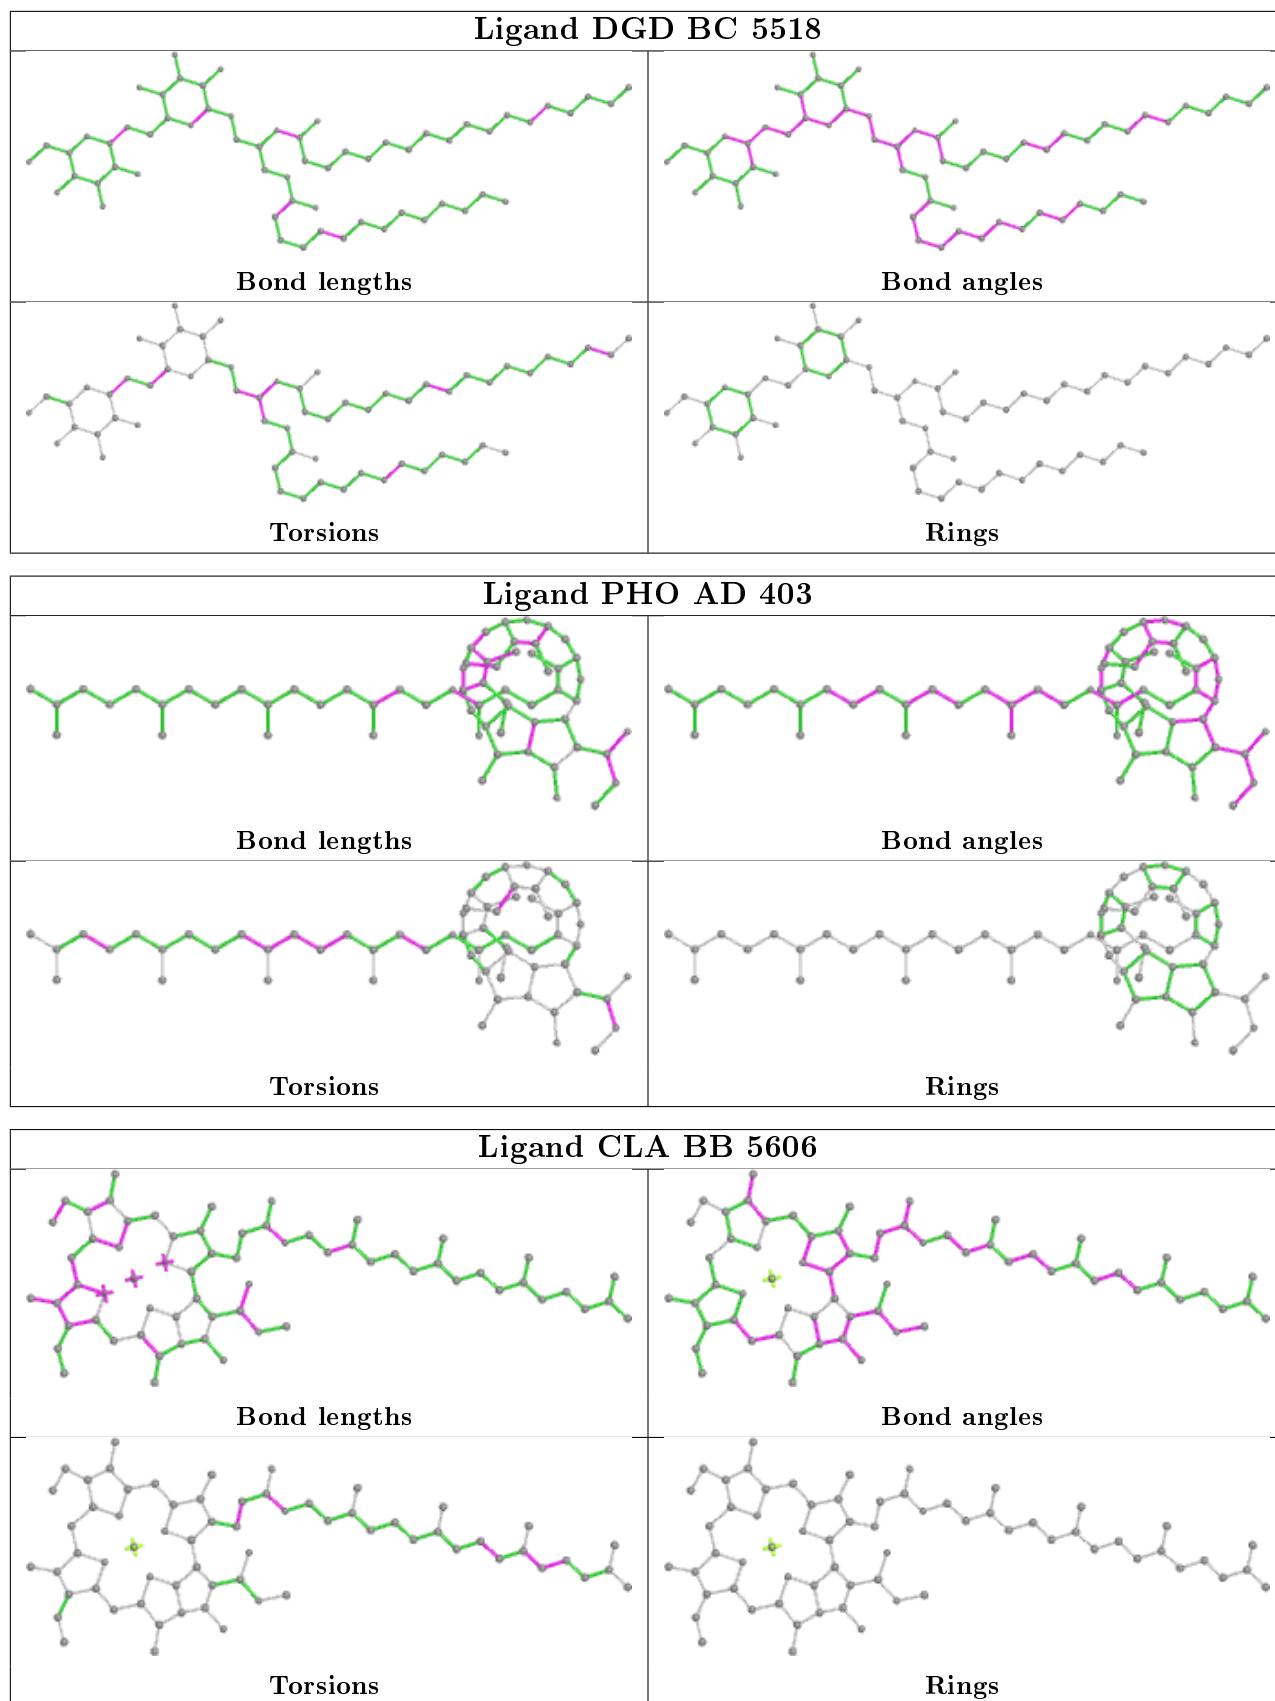 Ligand DGD BC 5518
Bond lengths
Bond angles
Torsions
Rings
Ligand PHO AD 403
Bond lengths
Bond angles
Torsions
Rings
Ligand CLA BB 5606
Bond lengths
Bond angles
Torsions
Rings